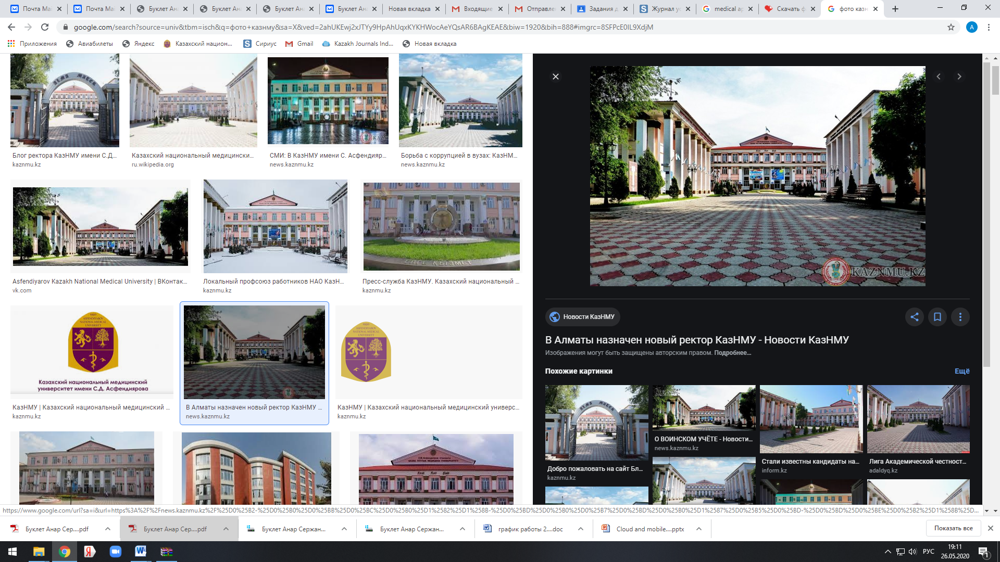 Почта Ma
Почта Ma
Буклет Ан
Буклет Ан
Буклет Ан
Буклет Ан
Новая вкладка
Входящие
Отправле
Задания д
Журнал ус
medical ap
Скачать ф
фото казн
google.com/search?source=univ&tbm=isch&q=фото+казнму&sa=X&ved=2ahUKEwj2xJTYy9HpAhUqxKYKHWocAeYQsAR6BAgKEAE&biw=1920&bih=888#imgrc=8SFPcE0lL9XdjM
A
Приложения
Авиабилеты
Яндекс
Казахский национ...
Сириус
Gmail
Kazakh Journals Ind...
Новая вкладка
ALMA MATER
KAZN
Блог ректора КазНМУ имени С.Д...
kaznmu.kz
Казахский национальный медицински...
ru.wikipedia.org
СМИ: В КазНМУ имени С. Асфендияр...
news.kaznmu.kz
Борьба с коррупцией в вузах: КазНМ...
news.kaznmu.kz
ЕЛГЕ ҚЫЗМЕТ
Asfendiyarov Kazakh National Medical University | ВКонтак...
vk.com
Локальный профсоюз работников НАО КазН...
kaznmu.kz
Пресс-служба КазНМУ. Казахский национальный ...
kaznmu.kz
1930
ASFENDIYAROV
NATIONAL MEDICAL
UNIVERSITY
Казахский национальный медицинский
университет имени С.Д. Асфендиярова
KAZNMU
1930
ASFENDIYAROV
NATIONAL MEDICAL
UNIVERSITY
КазНМУ | Казахский национальный медицинский ...
kaznmu.kz
В Алматы назначен новый ректор КазНМУ ...
news.kaznmu.kz
КазНМУ | Казахский национальный медицинский универс...
kaznmu.kz
ҚАЗАҚ ҰЛТТЫҚ МЕДИЦИНА УНИВЕРСИТЕТІ
KAZNMU.KZ
Новости КазНМУ
В Алматы назначен новый ректор КазНМУ - Новости КазНМУ
Изображения могут быть защищены авторским правом. Подробнее...
Похожие картинки
Ещё
ALMA MATER
Добро пожаловать на сайт Бл...
kaznmu.kz
О ВОИНСКОМ УЧЁТЕ - Новости...
news.kaznmu.kz
Стали известны кандидаты на...
inform.kz
Лига Академической честност...
adaldyq.kz
https://www.google.com/url?sa=i&url=https%3A%2F%2Fnews.kaznmu.kz%2F%25D0%25B2-%25D0%25B0%25D0%25BB%25D0%25BC%25D0%25B0%25D1%2582%25D1%258B-%25D0%25BD%25D0%25B0%25D0%25B7%25D0%25BD%25D0%25B0%25D1%2587%25D0%25B5%25D0%25BD-%25D0%25BD%25D0%25BE%25D0%25B2%25D1%258B%25D...
Буклет Анар Сер....pdf
Буклет Анар Сер....pdf
Буклет Анар Сержан...
Буклет Анар Сержан...
график работы 2....doc
Cloud and mobile....pptx
Показать все
РУС
19:11
26.05.2020
1